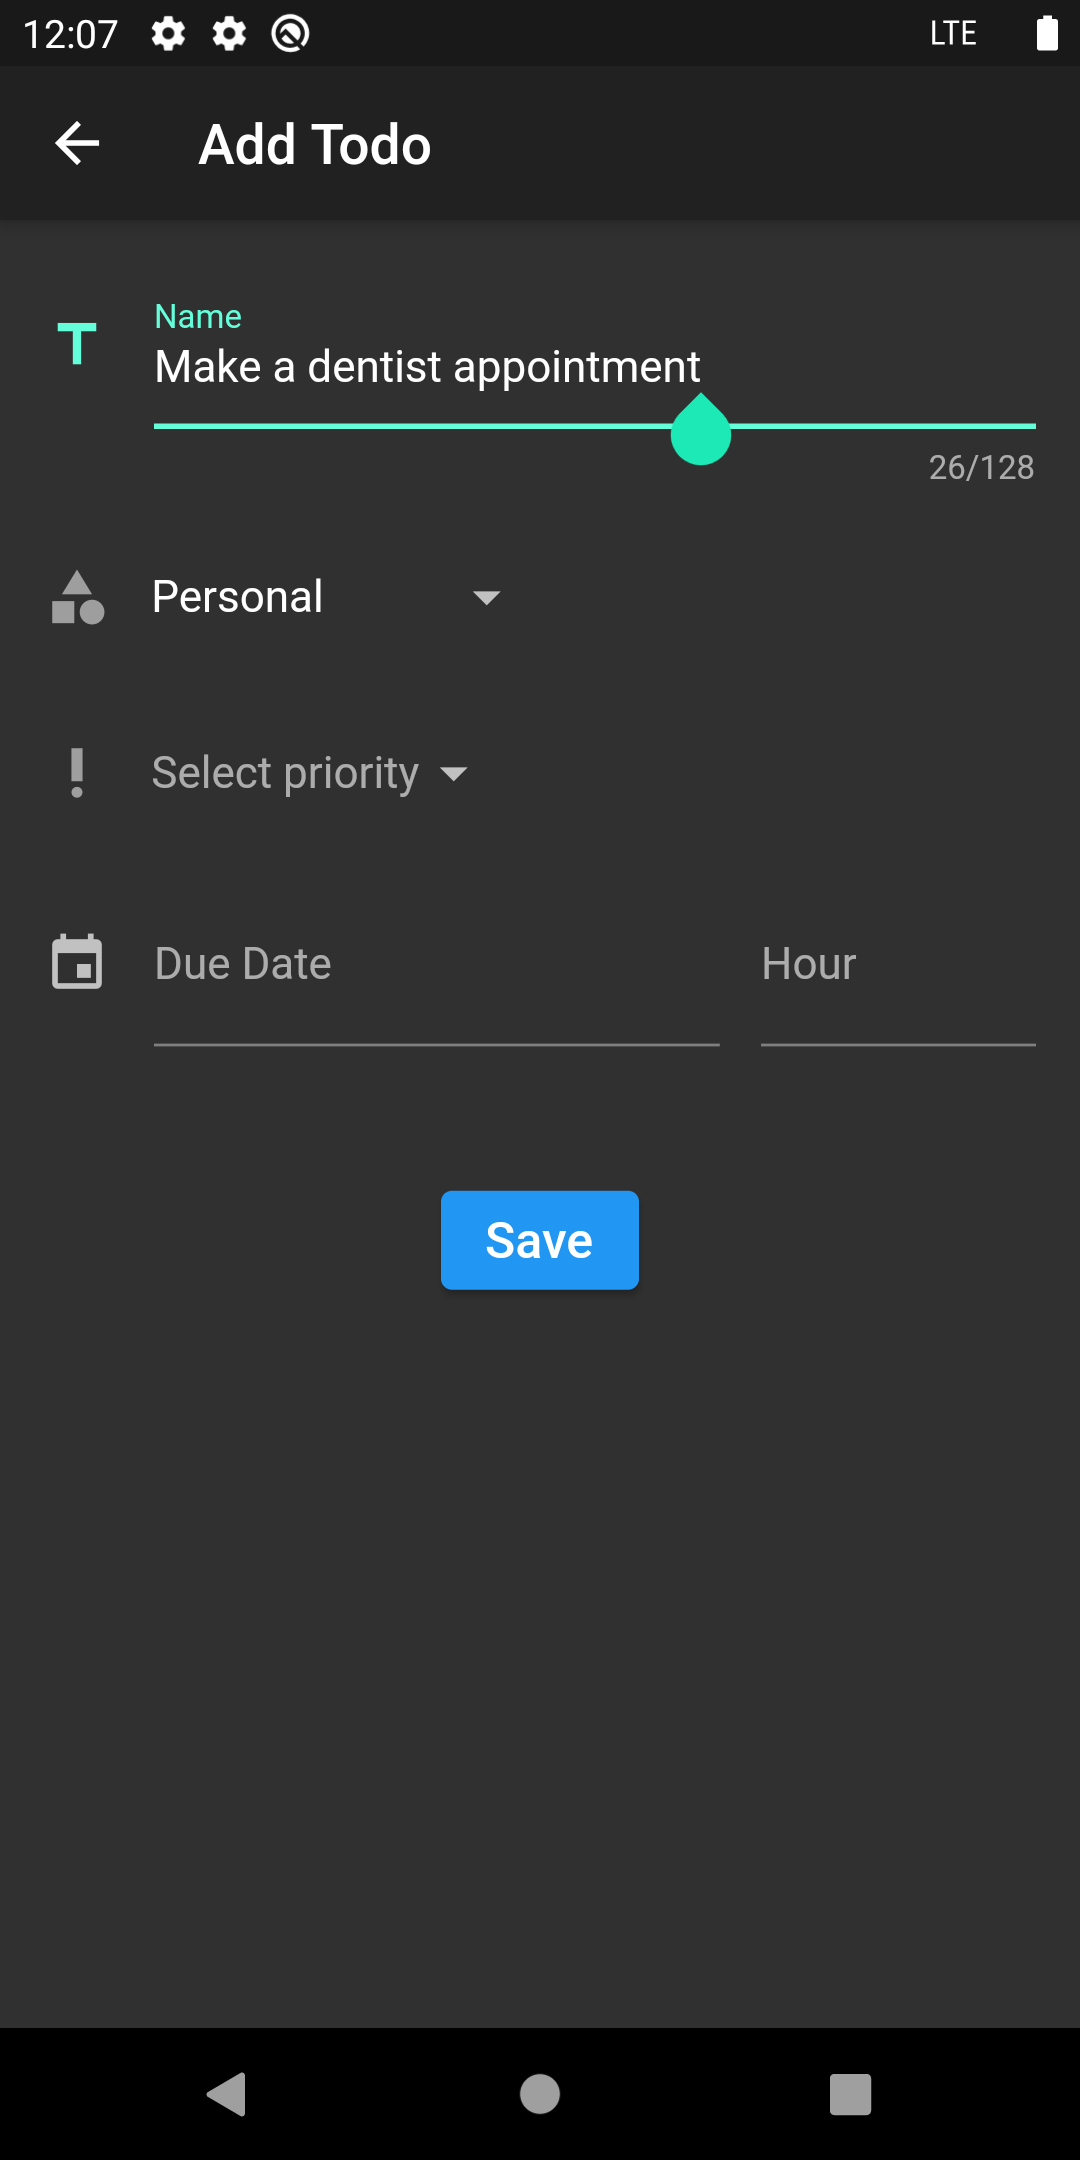 12:07 LTE
Add Todo
Name
Make a dentist appointment
26/128
Personal
Select priority
Due Date Hour
Save